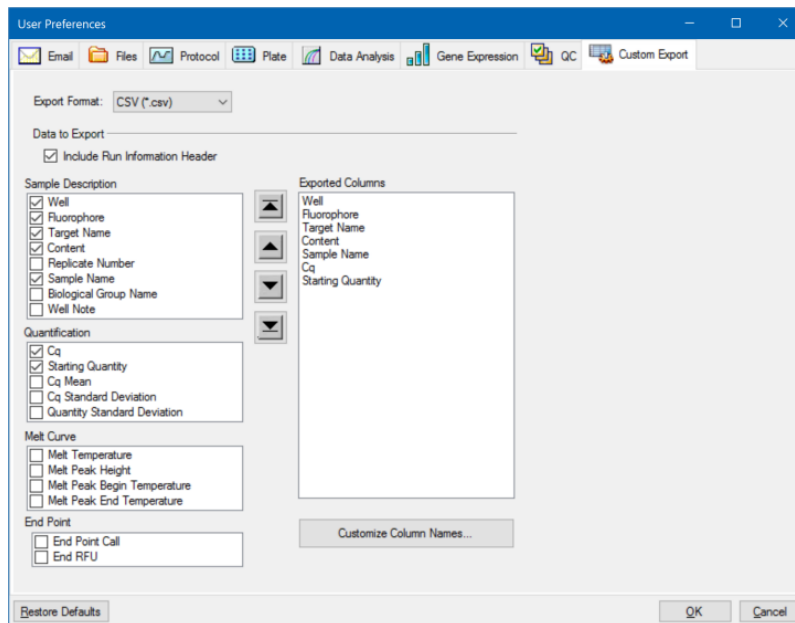 User Preferences
Email Files Protocol Plate Data Analysis Gene Expression QC Custom Export
Export Format: CSV (*.csv)
Data to Export
Include Run Information Header
Sample Description
Well
Fluorophore
Target Name
Content
Replicate Number
Sample Name
Biological Group Name
Well Note
Quantification
Cq
Starting Quantity
Cq Mean
Cq Standard Deviation
Quantity Standard Deviation
Melt Curve
Melt Temperature
Melt Peak Height
Melt Peak Begin Temperature
Melt Peak End Temperature
End Point
End Point Call
End RFU
Exported Columns
Well
Fluorophore
Target Name
Content
Sample Name
Cq
Starting Quantity
Customize Column Names...
Restore Defaults OK Cancel